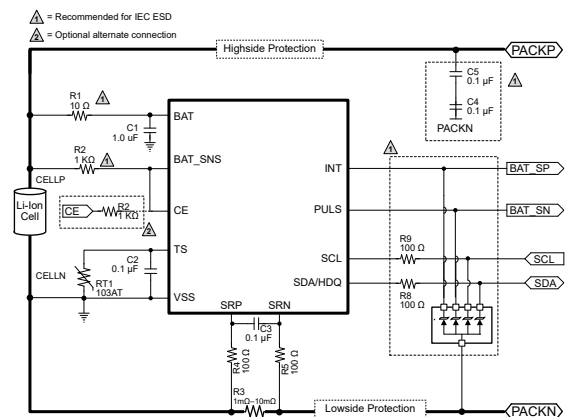 1 = Recommended for IEC ESD
2 = Optional alternate connection
Highside Protection
PACKP
C5
0.1 µF
1
C4
0.1 µF
PACKN
R1
10 Ω
1
C1
1.0 uF
BAT
R2
1 KΩ
1
BAT_SNS
CELLP
Li-Ion
Cell
CE
R2
1 KΩ
2
CE
INT
1
BAT_SP
PULS
BAT_SN
TS
C2
0.1 µF
CELLN
RT1
103AT
VSS
SCL
R9
100 Ω
SCL
SDA/HDQ
R8
100 Ω
SDA
SRP
SRN
C3
0.1 µF
R4
100 Ω
R5
100 Ω
R3
1mΩ–10mΩ
Lowside Protection
PACKN